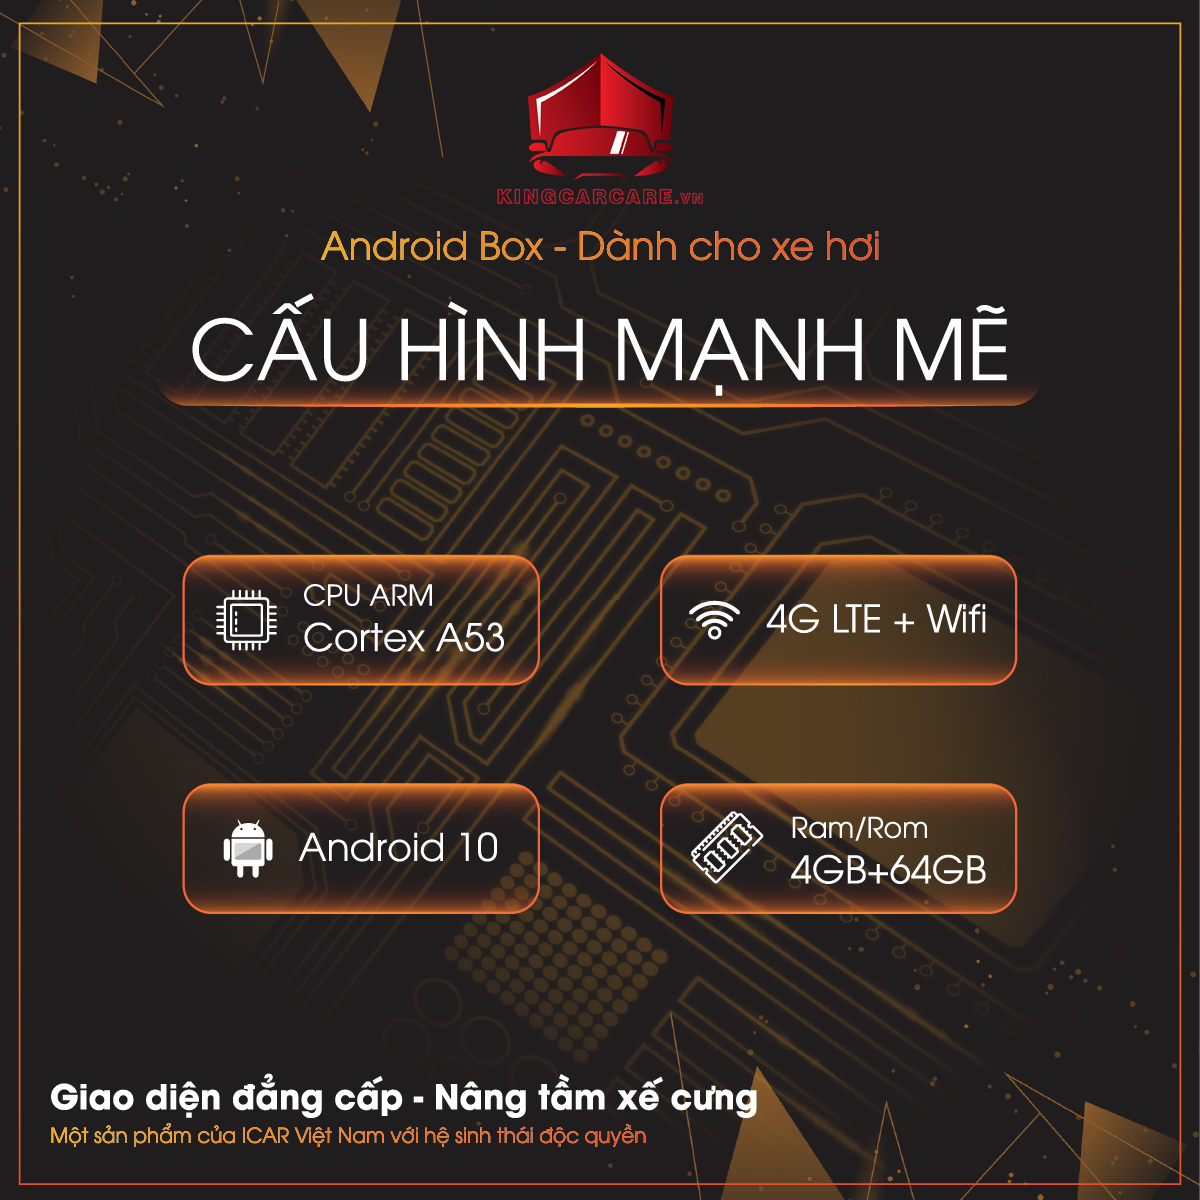 KINGCARCARE.VN
Android Box - Dành cho xe hơi
CẤU HÌNH MẠNH MẼ
CPU ARM
Cortex A53
4G LTE + Wifi
Android 10
Ram/Rom
4GB+64GB
Giao diện đẳng cấp - Nâng tầm xế cưng
Một sản phẩm của ICAR Việt Nam với hệ sinh thái độc quyền